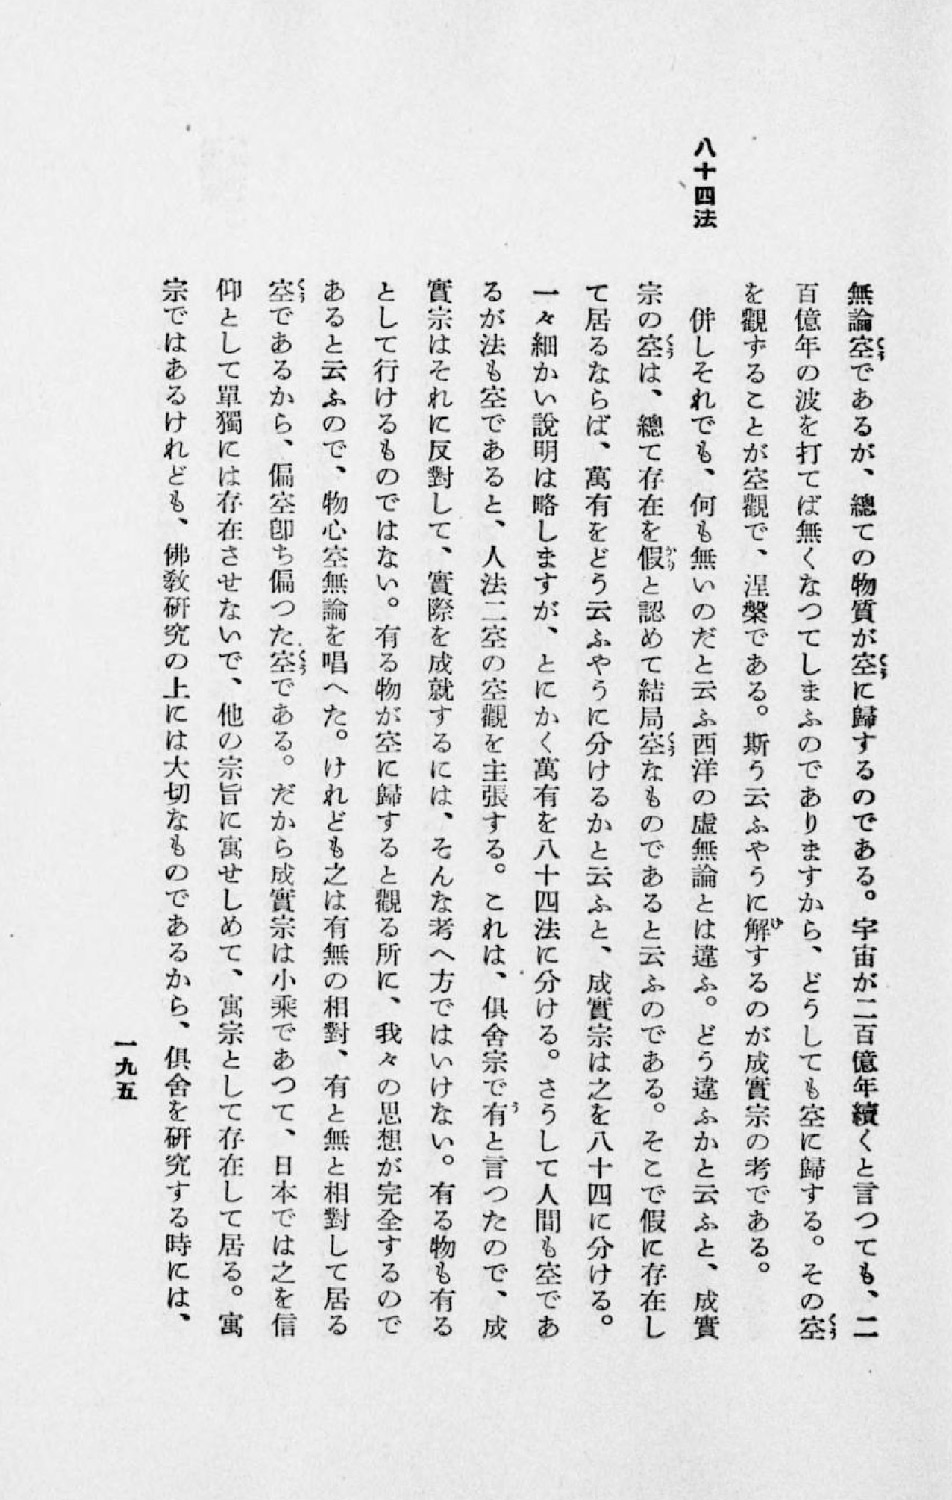 八十四法
無論空であるが、總ての物質が空に歸するのである。宇宙が二百億年續くと言つても、二
百億年の波を打てば無くなつてしまふのでありますから、どうしても空に歸する。その空
を觀ずることが空觀で、涅槃である。斯う云ふやうに解するのが成實宗の考である。
併しそれでも、何も無いのだと云ふ西洋の虛無論とは違ふ。どう違ふかと云ふと、成實
宗の空は、總て存在を假と認めて結局空なものであると云ふのである。そこで假に存在し
て居るならば、萬有をどう云ふやうに分けるかと云ふと、成實宗は之を八十四に分ける。
一々細かい說明は略しますが、とにかく萬有を八十四法に分ける。さうして人間も空であ
るが法も空であると、人法二空の空觀を主張する。これは、俱舍宗で有と言つたので、成
實宗はそれに反對して、實際を成就するには、そんな考へ方ではいけない。有る物も有る
として行けるものではない。有る物が空に歸すると觀る所に、我々の思想が完全するので
あると云ふので、物心空無論を唱へた。けれども之は有無の相對、有と無と相對して居る
空であるから、偏空卽ち偏つた空である。だから成實宗は小乘であつて、日本では之を信
仰として單獨には存在させないで、他の宗旨に寓せしめて、寓宗として存在して居る。寓
宗ではあるけれども、佛敎硏究の上には大切なものであるから、俱舍を硏究する時には、
一九五